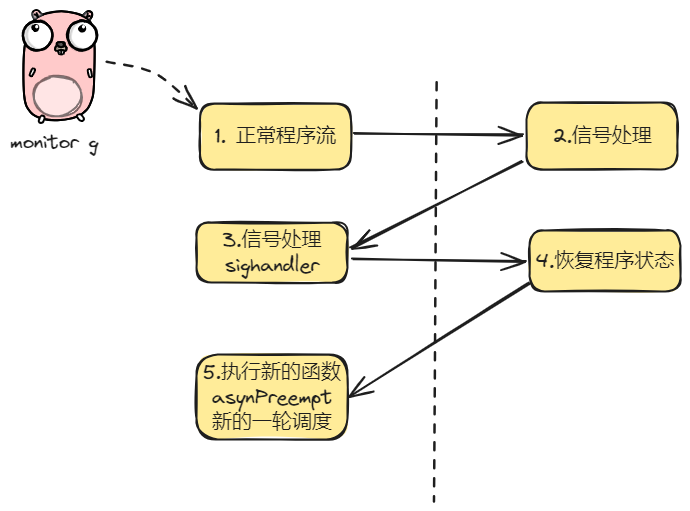 monitor g
1. 正常程序流
2.信号处理
3.信号处理
sighandler
4.恢复程序状态
5.执行新的函数
asynPreempt
新的一轮调度